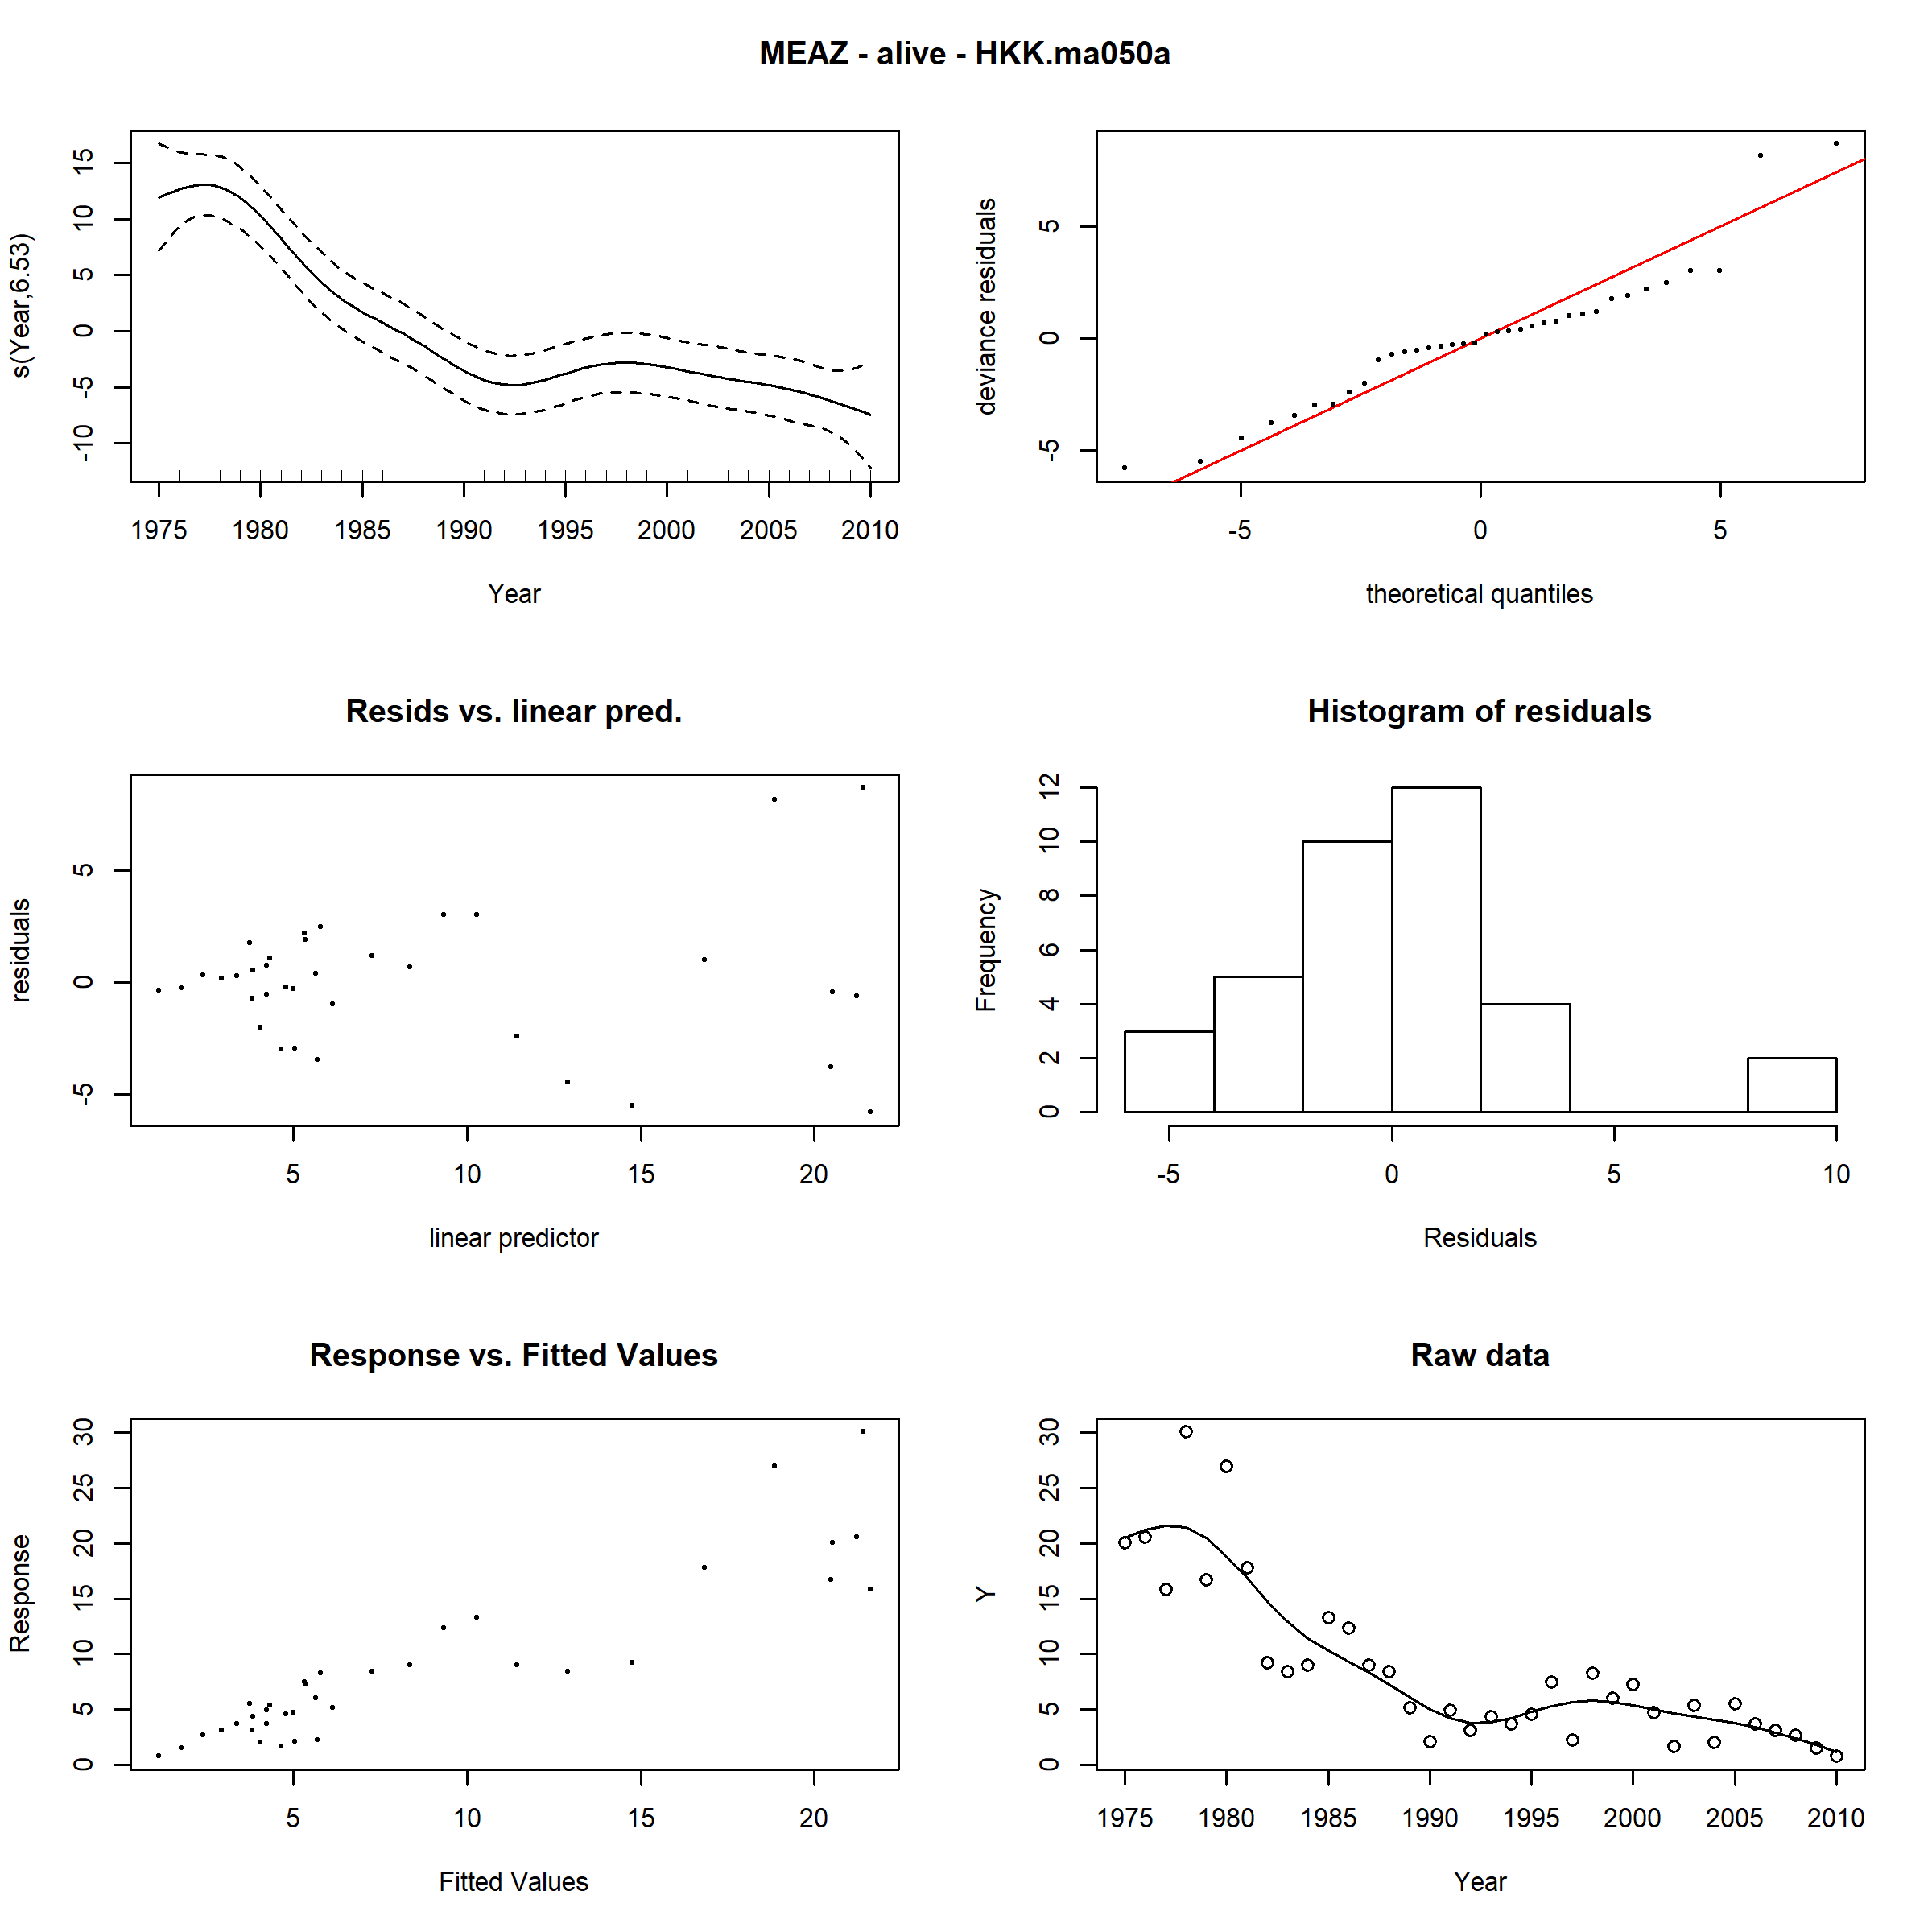 MEAZ - alive - HKK.ma050a
s(Year,6.53)
15
10
5
0
-5
-10
1975 1980 1985 1990 1995 2000 2005 2010
Year
deviance residuals
5
0
-5
-5 0 5
theoretical quantiles
Resids vs. linear pred.
residuals
5
0
-5
5 10 15 20
linear predictor
Histogram of residuals
Frequency
12
10
8
6
4
2
0
-5 0 5 10
Residuals
Response vs. Fitted Values
Response
30
25
20
15
10
5
0
5 10 15 20
Fitted Values
Raw data
Y
30
25
20
15
10
5
0
1975 1980 1985 1990 1995 2000 2005 2010
Year